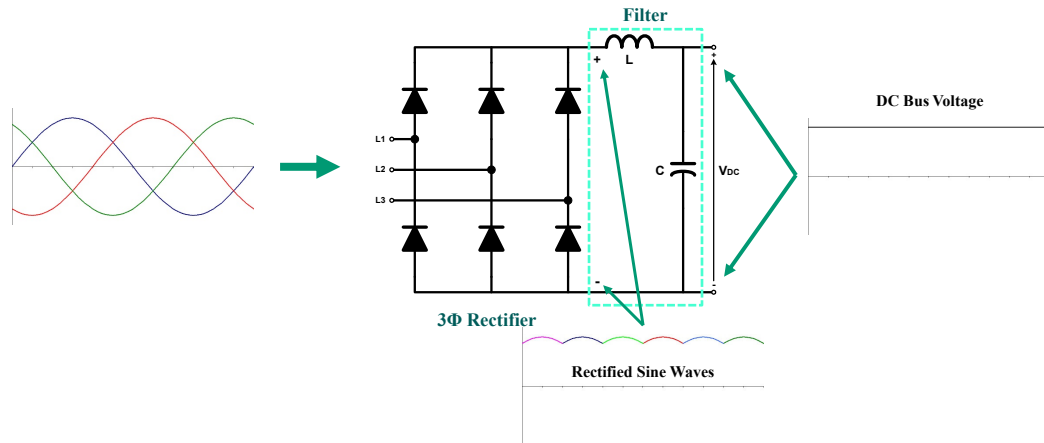 Filter
+
L
+
DC Bus Voltage
L1
L2
C
VDC
L3
-
-
3Φ Rectifier
Rectified Sine Waves